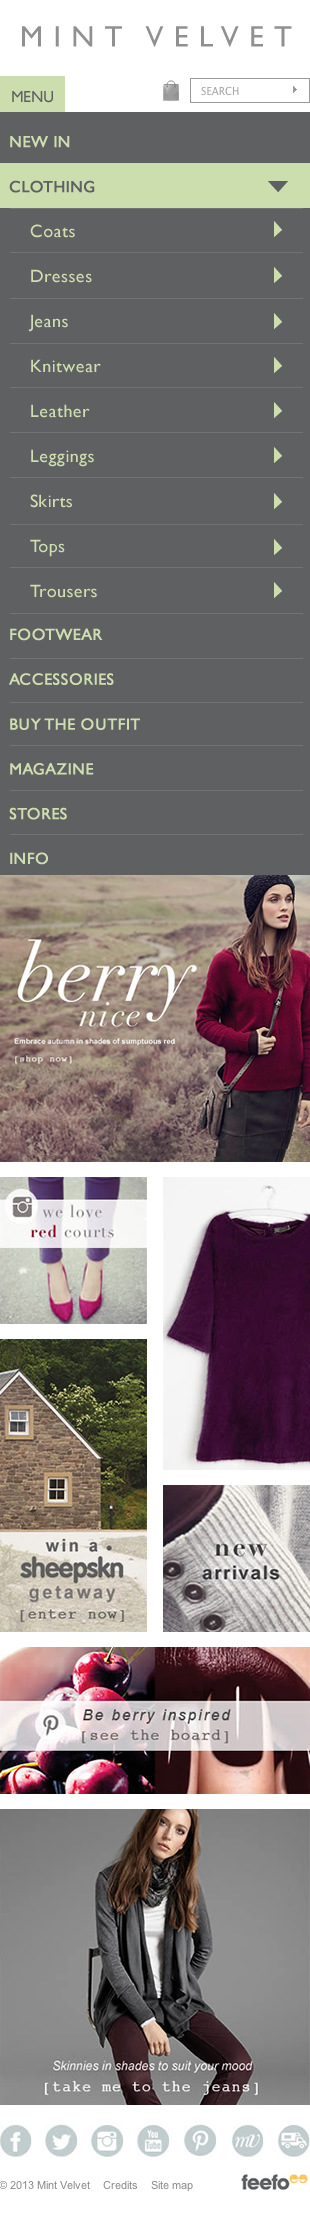 MINT VELVET
MENU
SEARCH
NEW IN
CLOTHING
Coats
Dresses
Jeans
Knitwear
Leather
Leggings
Skirts
Tops
Trousers
FOOTWEAR
ACCESSORIES
BUY THE OUTFIT
MAGAZINE
STORES
INFO
berry
nice
Embrace autumn in shades of sumptuous red
[shop now]
we love
red courts
win a
sheepskn
getaway
[enter now]
new
arrivals
Be berry inspired
[see the board]
Skinnies in shades to suit your mood
[take me to the jeans]
You
Tube
mv
© 2013 Mint Velvet Credits Site map
feefo